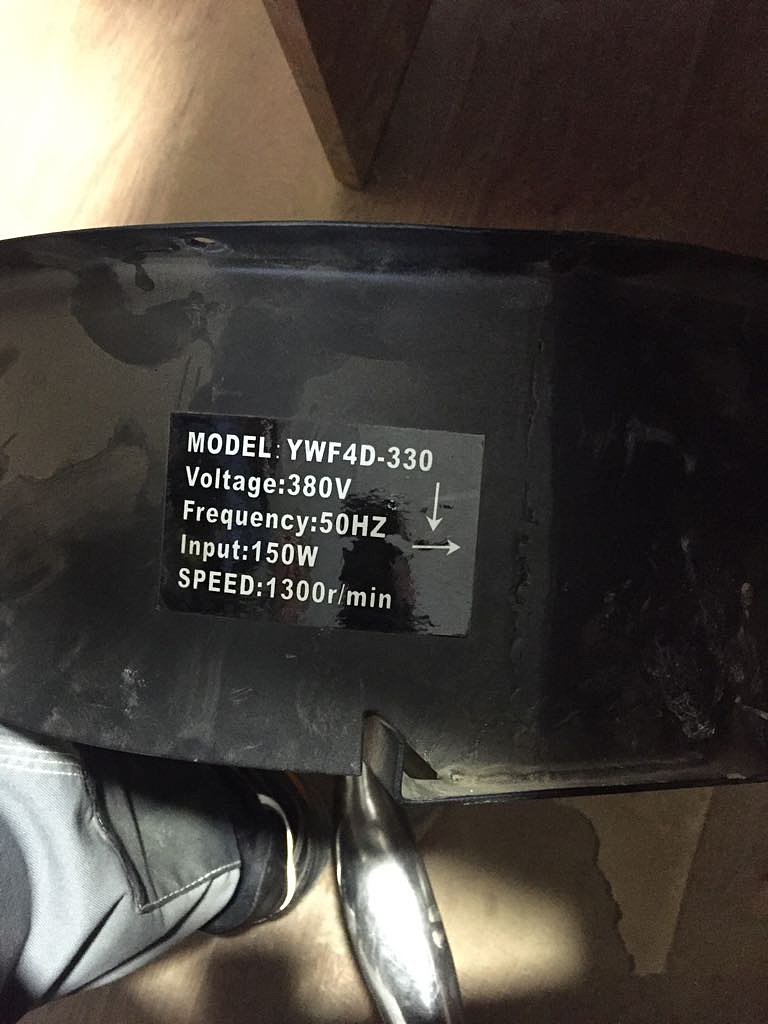 MODEL: YWF4D-330
Voltage:380V
Frequency:50HZ
Input:150W
SPEED:1300r/min